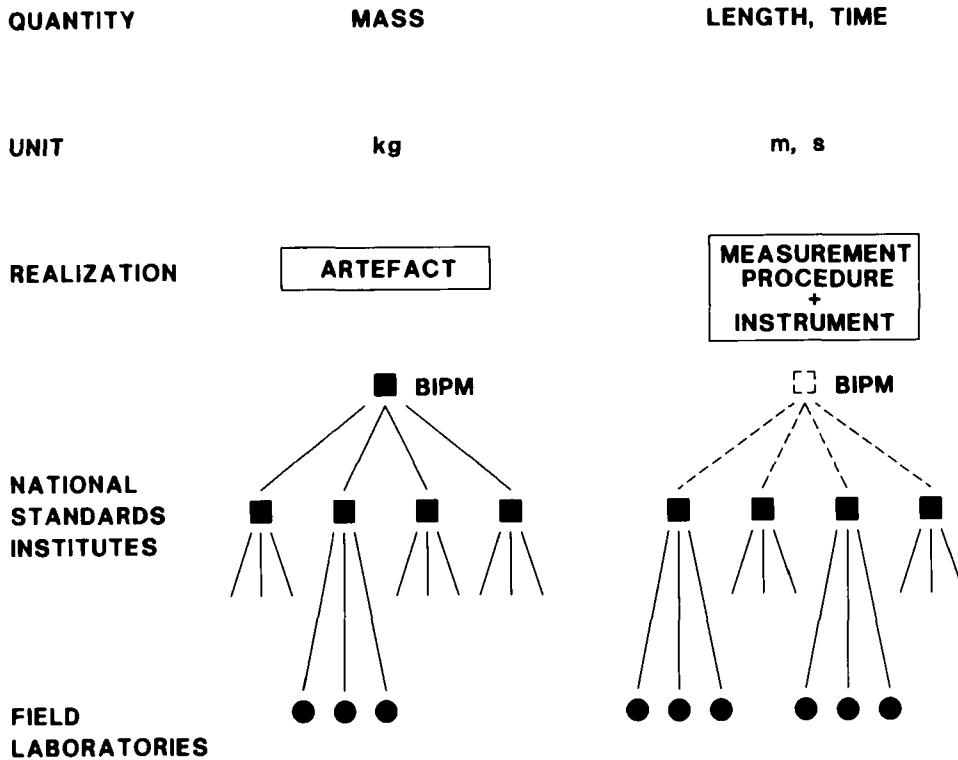 QUANTITY MASS LENGTH, TIME
UNIT kg m, s
REALIZATION ARTEFACT MEASUREMENT
PROCEDURE
+
INSTRUMENT
BIPM BIPM
NATIONAL
STANDARDS
INSTITUTES
FIELD
LABORATORIES